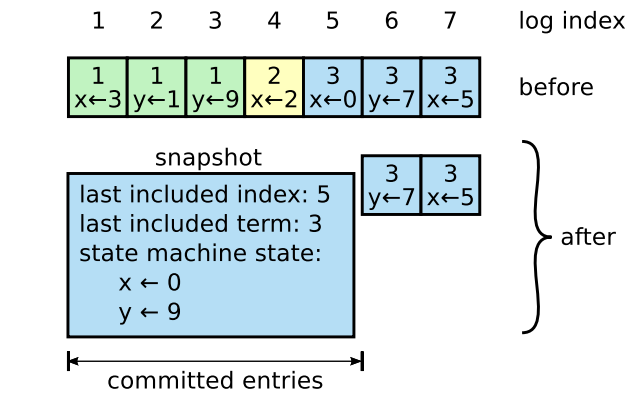 1 2 3 4 5 6 7 log index
1 1 1 2 3 3 3
x←3 y←1 y←9 x←2 x←0 y←7 x←5
before
snapshot
3 3
y←7 x←5
last included index: 5
last included term: 3
state machine state:
x ← 0
y ← 9
after
committed entries